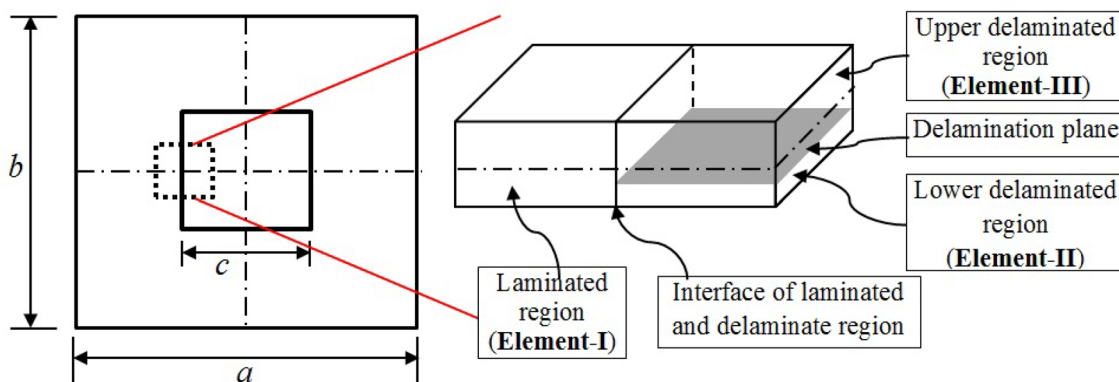 b
c
a
Upper delaminated
region
(Element-III)
Delamination plane
Lower delaminated
region
(Element-II)
Laminated
region
(Element-I)
Interface of laminated
and delaminate region